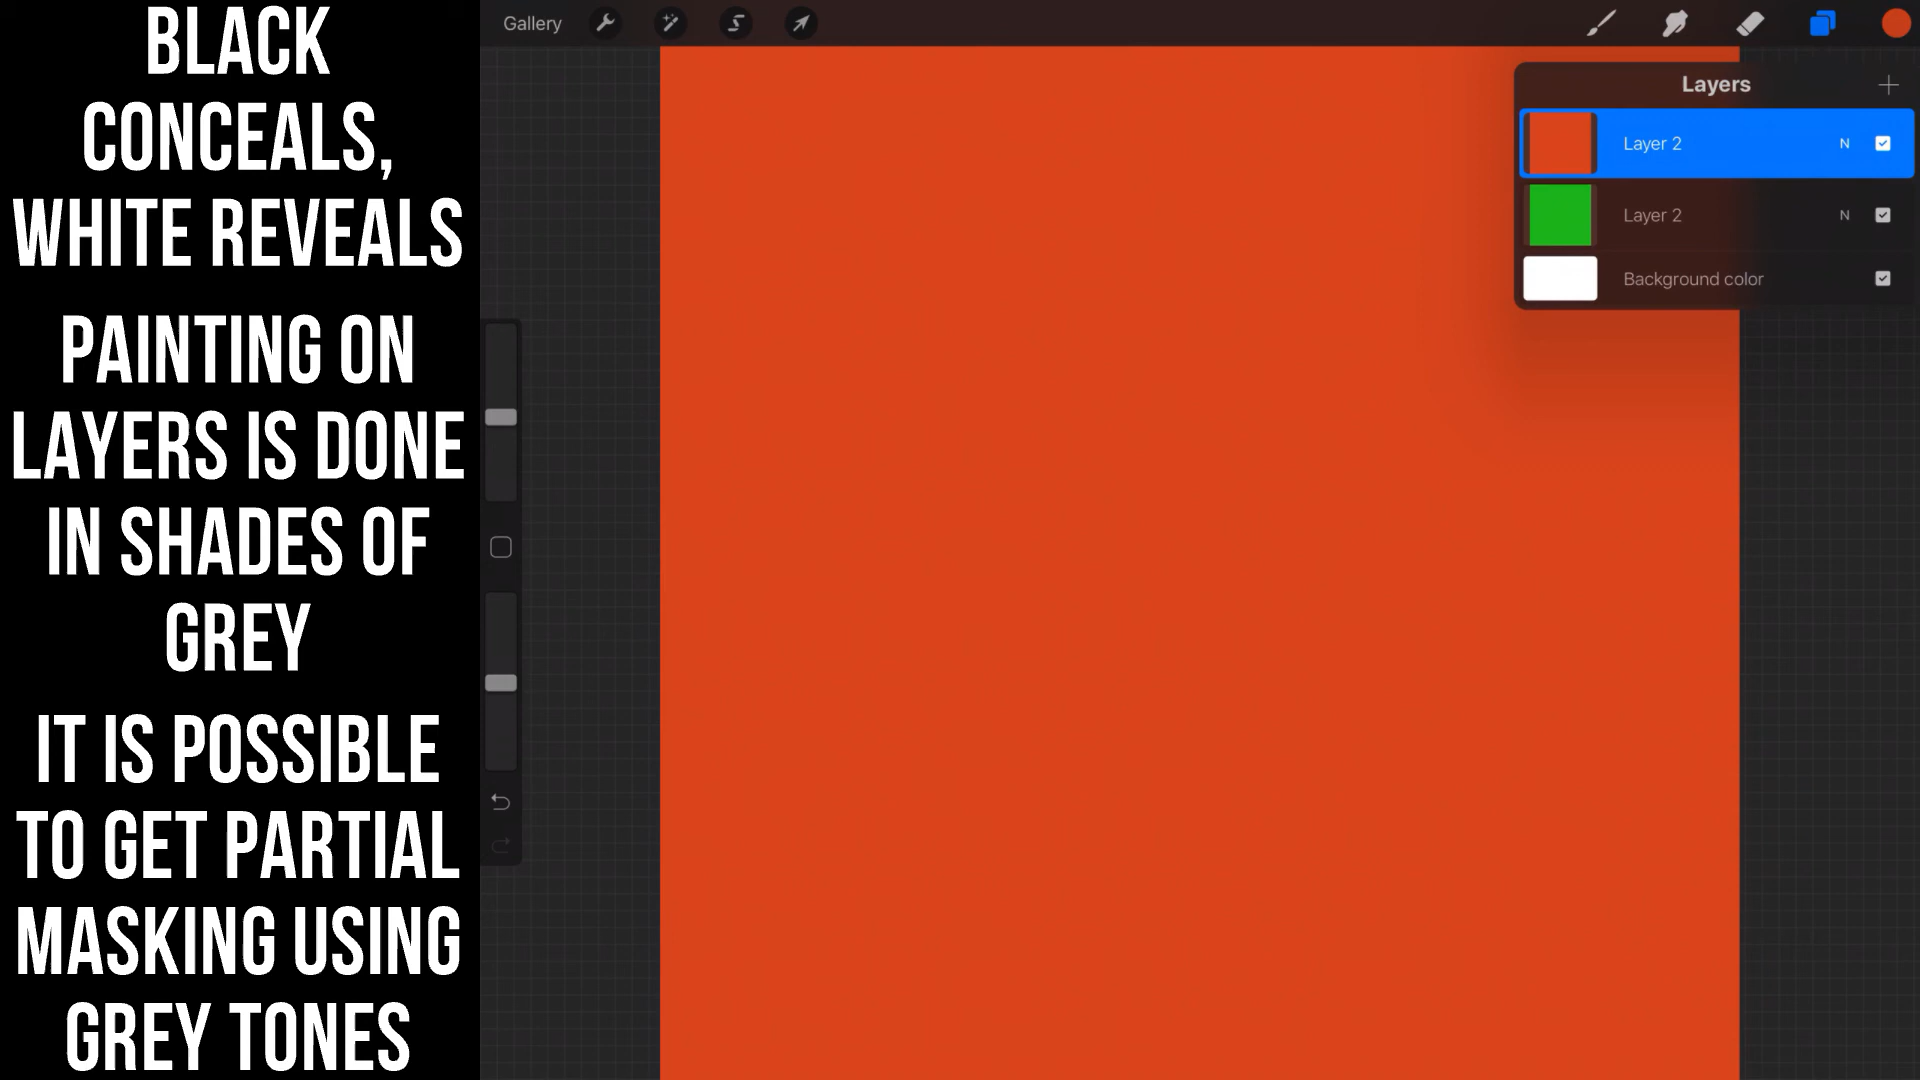 BLACK
CONCEALS,
WHITE REVEALS
PAINTING ON
LAYERS IS DONE
IN SHADES OF
GREY
IT IS POSSIBLE
TO GET PARTIAL
MASKING USING
GREY TONES
Gallery
Layers
Layer 2 N
Layer 2 N
Background color